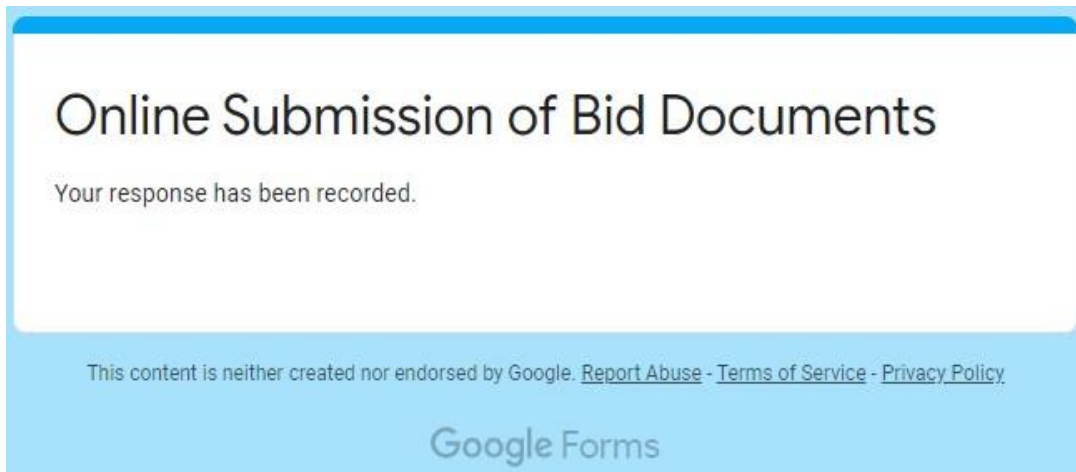 Online Submission of Bid Documents
Your response has been recorded.
This content is neither created nor endorsed by Google. Report Abuse - Terms of Service - Privacy Policy
Google Forms